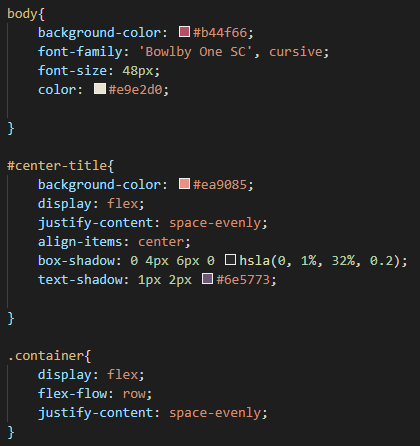 body{
background-color: #b44f66;
font-family: 'Bowlby One SC', cursive;
font-size: 48px;
color: #e9e2d0;
}
#center-title{
background-color: #ea9085;
display: flex;
justify-content: space-evenly;
align-items: center;
box-shadow: 0 4px 6px 0 hsla(0, 1%, 32%, 0.2);
text-shadow: 1px 2px #6e5773;
}
.container{
display: flex;
flex-flow: row;
justify-content: space-evenly;
}